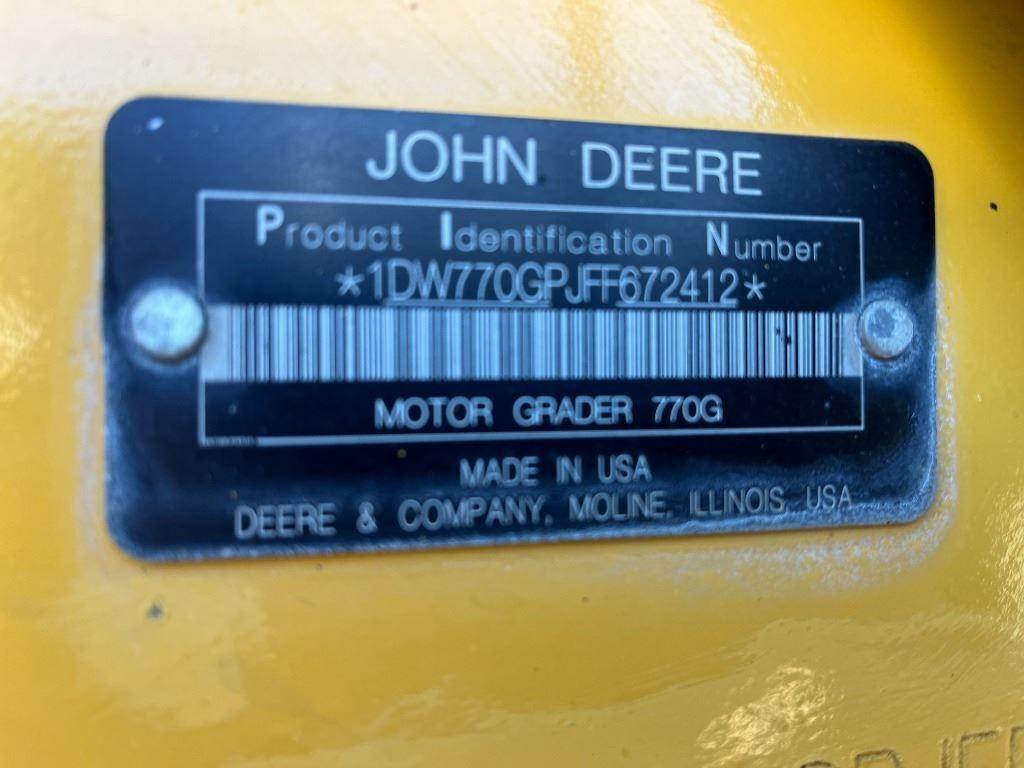 JOHN DEERE
Product Identification Number
*1DW770GPJFF672412*
MOTOR GRADER 770G
MADE IN USA
DEERE & COMPANY, MOLINE, ILLINOIS, USA